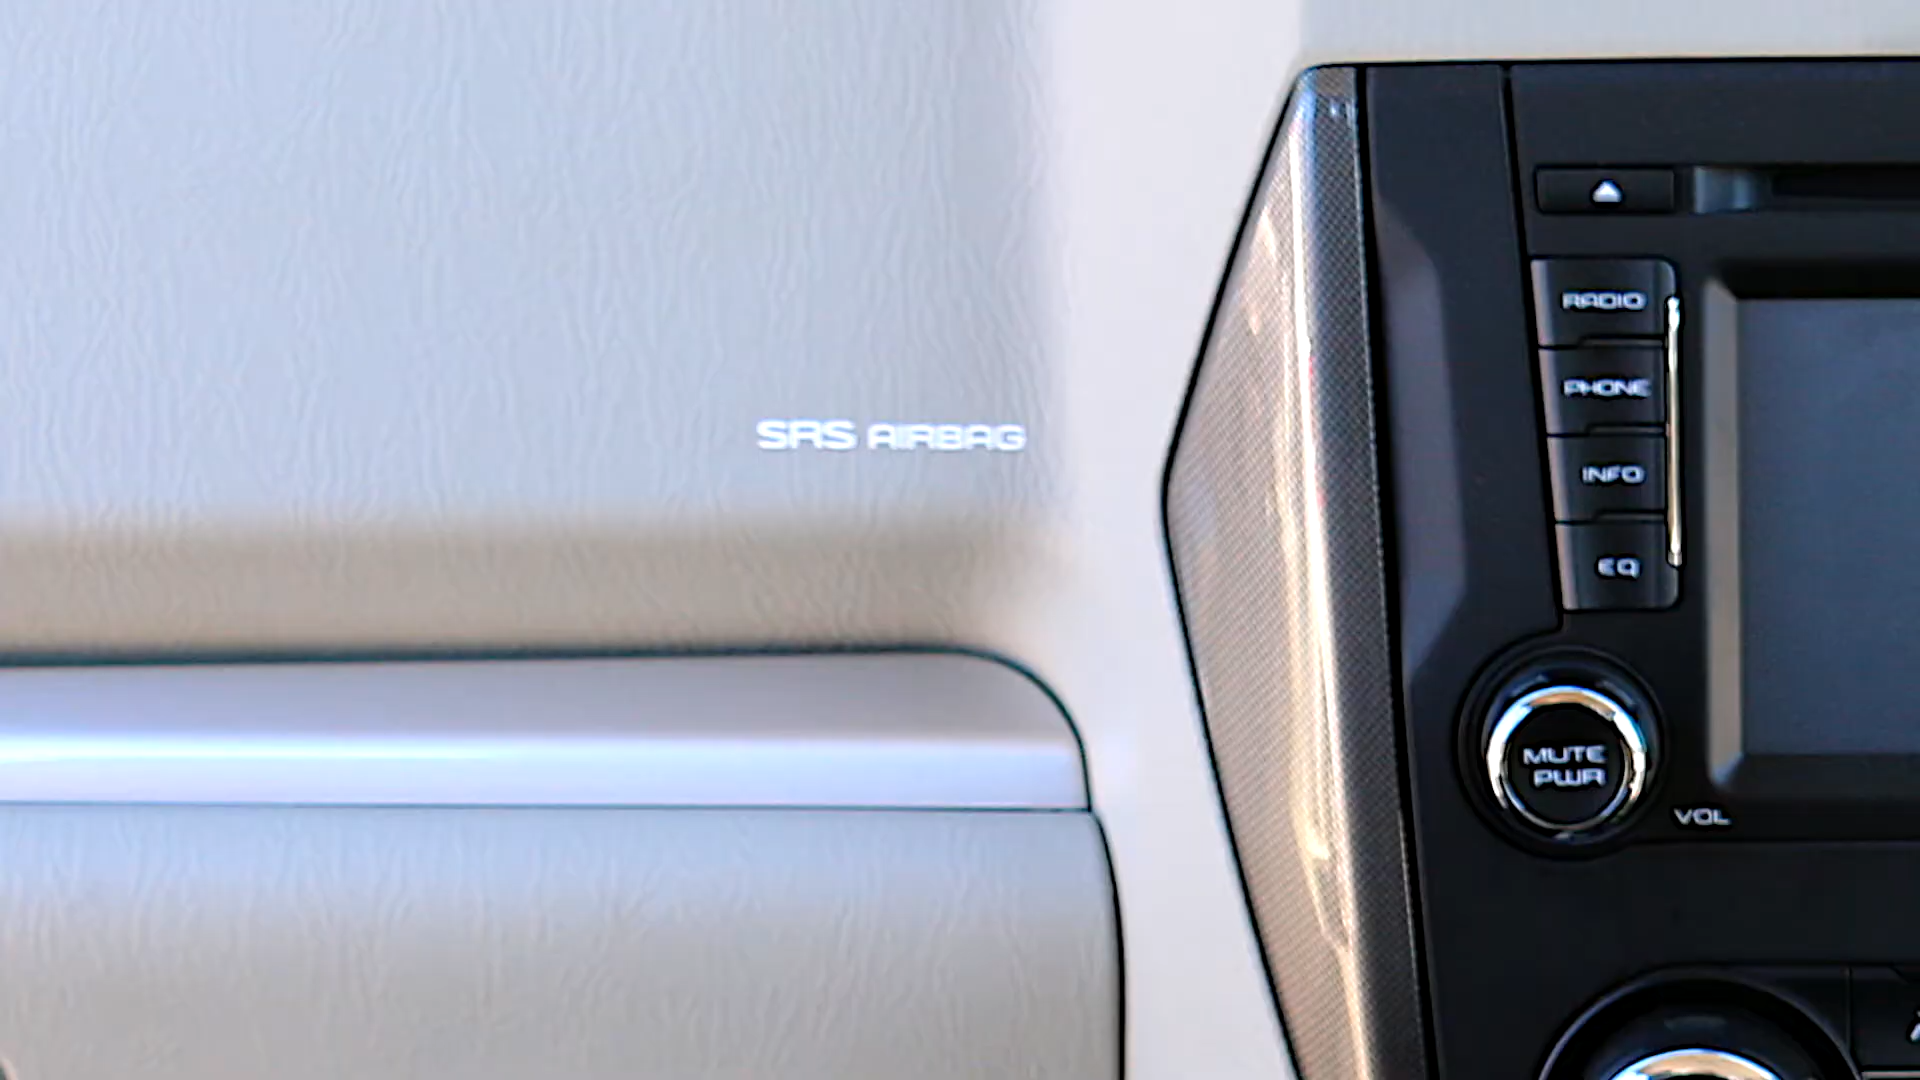 SRS AIRBAG
RADIO
PHONE
INFO
EQ
MUTE
PWR
VOL